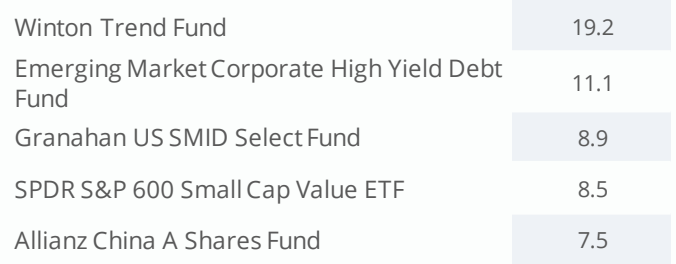 Winton Trend Fund 19.2
Emerging Market Corporate High Yield Debt
Fund 11.1
Granahan US SMID Select Fund 8.9
SPDR S&P 600 Small Cap Value ETF 8.5
Allianz China A Shares Fund 7.5